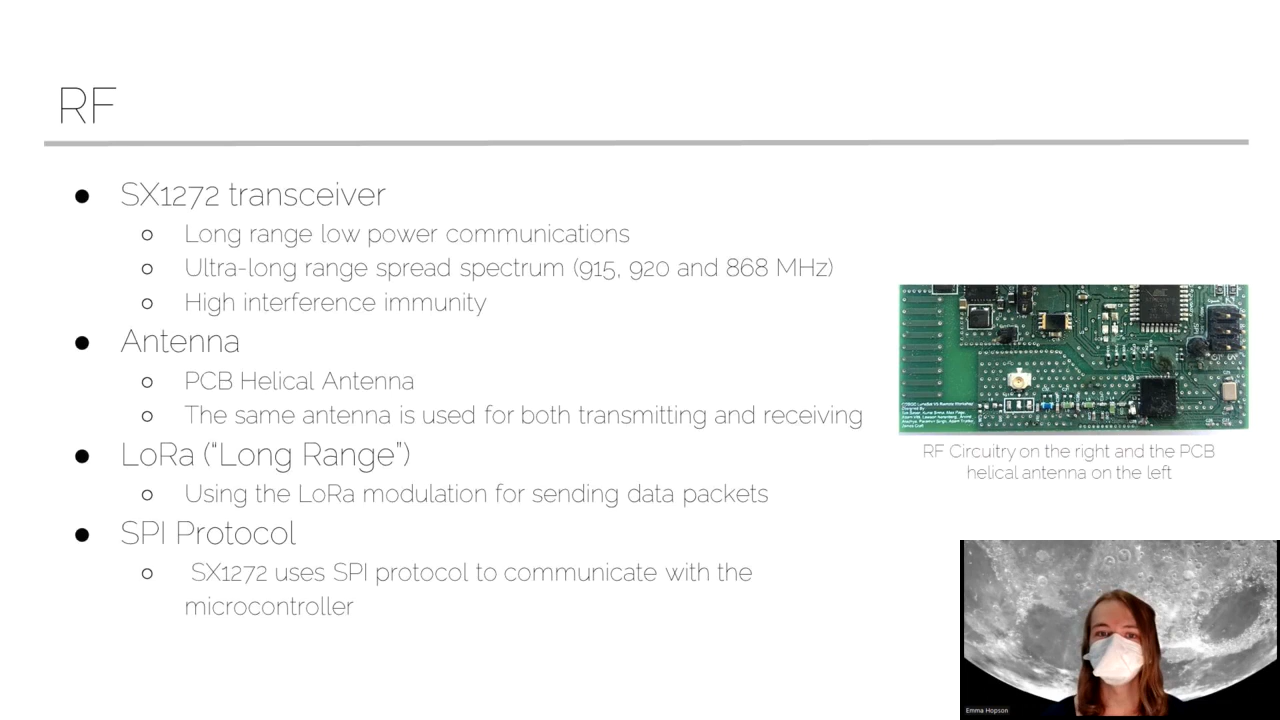 RF
SX1272 transceiver
Long range low power communications
Ultra-long range spread spectrum (915, 920 and 868 MHz)
High interference immunity
Antenna
PCB Helical Antenna
The same antenna is used for both transmitting and receiving
LoRa ("Long Range")
Using the LoRa modulation for sending data packets
SPI Protocol
SX1272 uses SPI protocol to communicate with the
microcontroller
RF Circuitry on the right and the PCB
helical antenna on the left
Emma Hopson